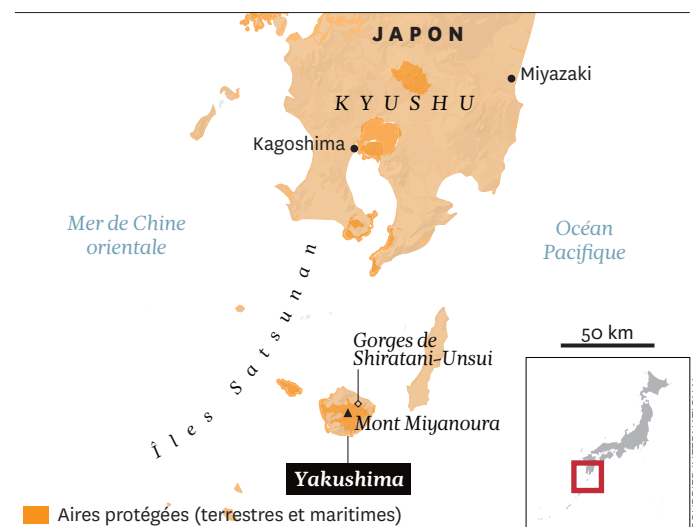 JAPON
Miyazaki
KYUSHU
Kagoshima
Mer de Chine
orientale
Océan
Pacifique
Îles Satsunan
50 km
Gorges de
Shiratani-Unsui
Mont Miyanoura
Yakushima
Aires protégées (terrestres et maritimes)